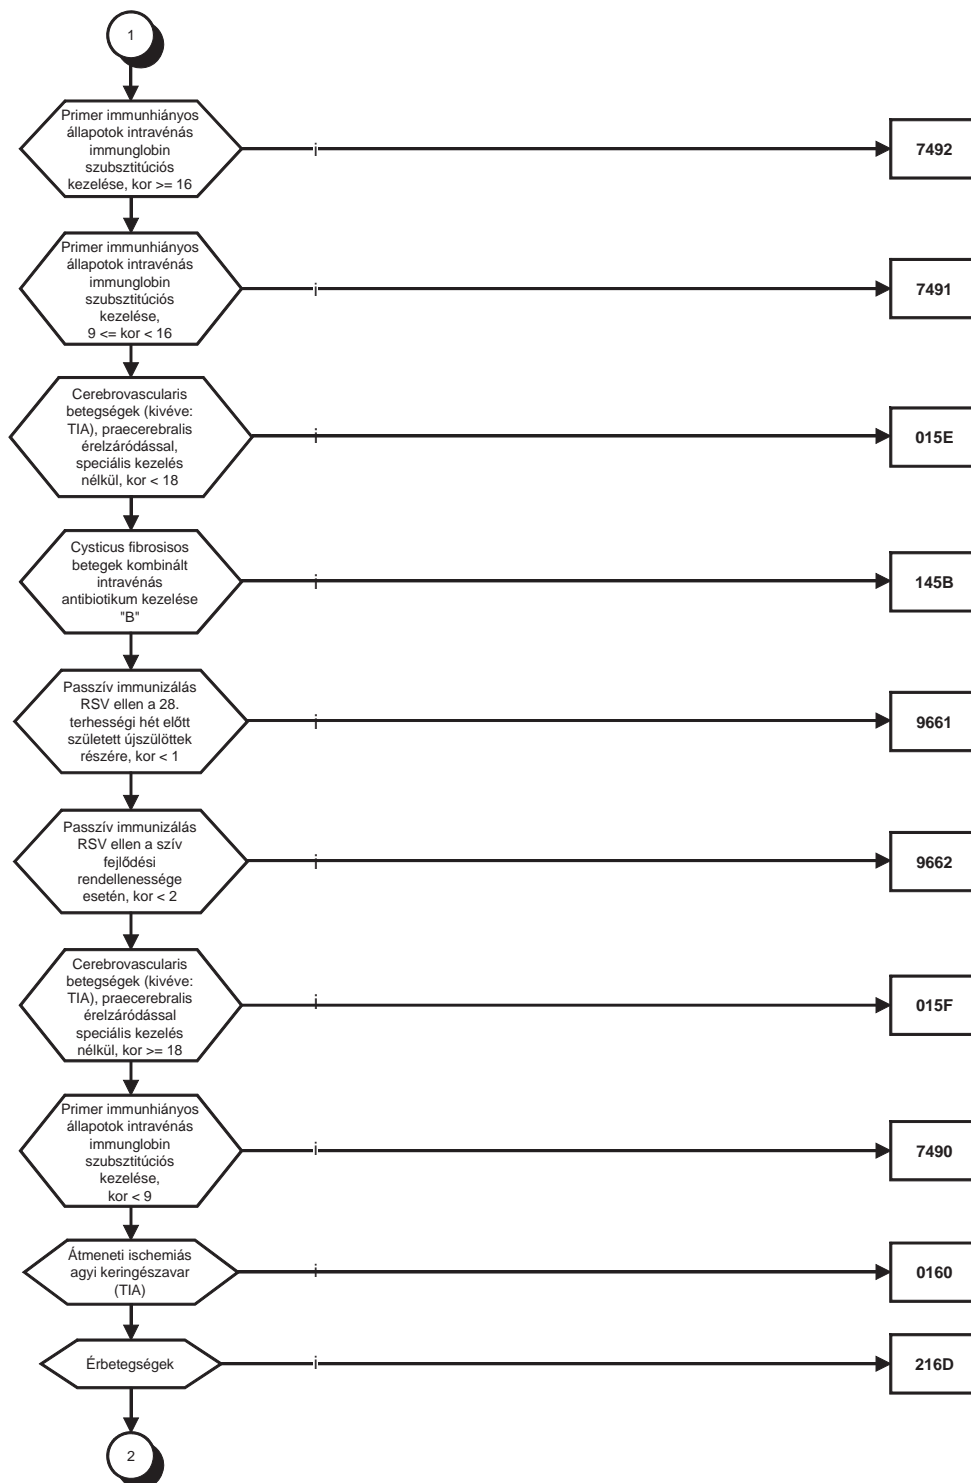 1
Primer immunhiányos
állapotok intravénás
immunglobin
szubsztitúciós
kezelése, kor >= 16
i
7492
Primer immunhiányos
állapotok intravénás
immunglobin
szubsztitúciós
kezelése,
9 <= kor < 16
i
7491
Cerebrovascularis
betegségek (kivéve:
TIA), praecerebralis
érelzáródással,
speciális kezelés
nélkül, kor < 18
i
015E
Cysticus fibrosisos
betegek kombinált
intravénás
antibiotikum kezelése
"B"
i
145B
Passzív immunizálás
RSV ellen a 28.
terhességi hét előtt
született újszülöttek
részére, kor < 1
i
9661
Passzív immunizálás
RSV ellen a szív
fejlődési
rendellenessége
esetén, kor < 2
i
9662
Cerebrovascularis
betegségek (kivéve:
TIA), praecerebralis
érelzáródással
speciális kezelés
nélkül, kor >= 18
i
015F
Primer immunhiányos
állapotok intravénás
immunglobin
szubsztitúciós
kezelése,
kor < 9
i
7490
Átmeneti ischemiás
agyi keringészavar
(TIA)
i
0160
Érbetegségek
i
216D
2